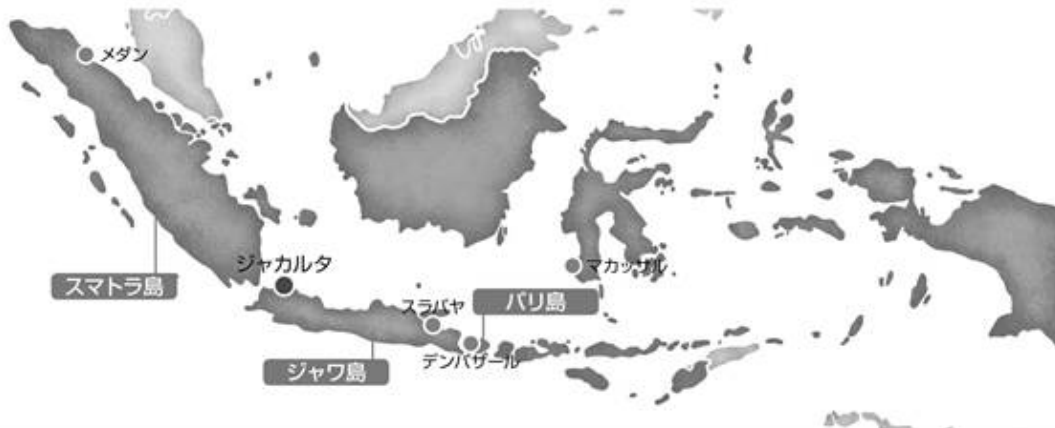 メダン
ジャカルタ
マカッサル
スマトラ島
バリ島
スラバヤ
デンパサール
ジャワ島